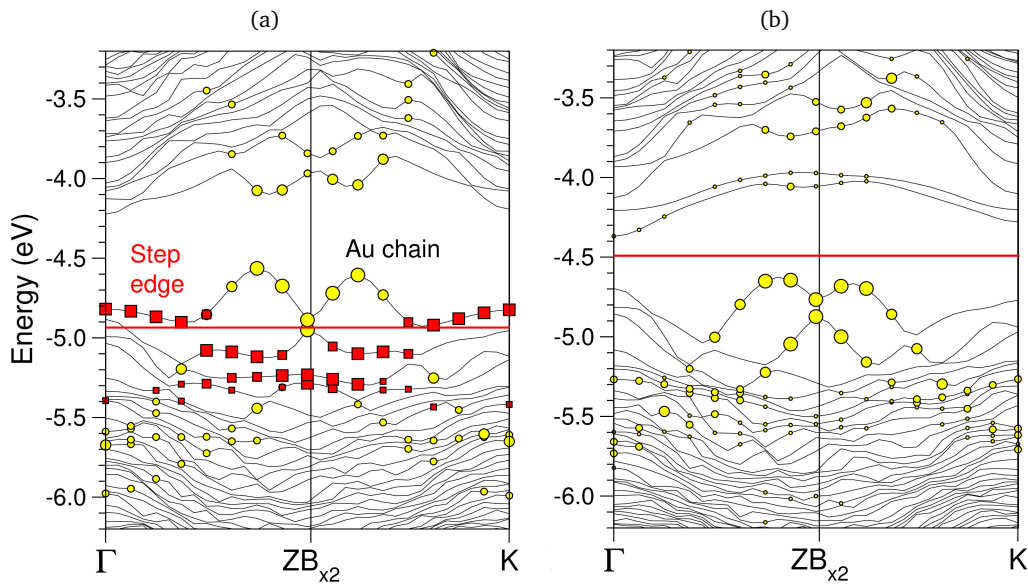 (a)
(b)
Energy (eV)
-3.5
-4.0
-4.5
-5.0
-5.5
-6.0
Step
edge
Au chain
Γ
ZBx2
K
-3.5
-4.0
-4.5
-5.0
-5.5
-6.0
Γ
ZBx2
K